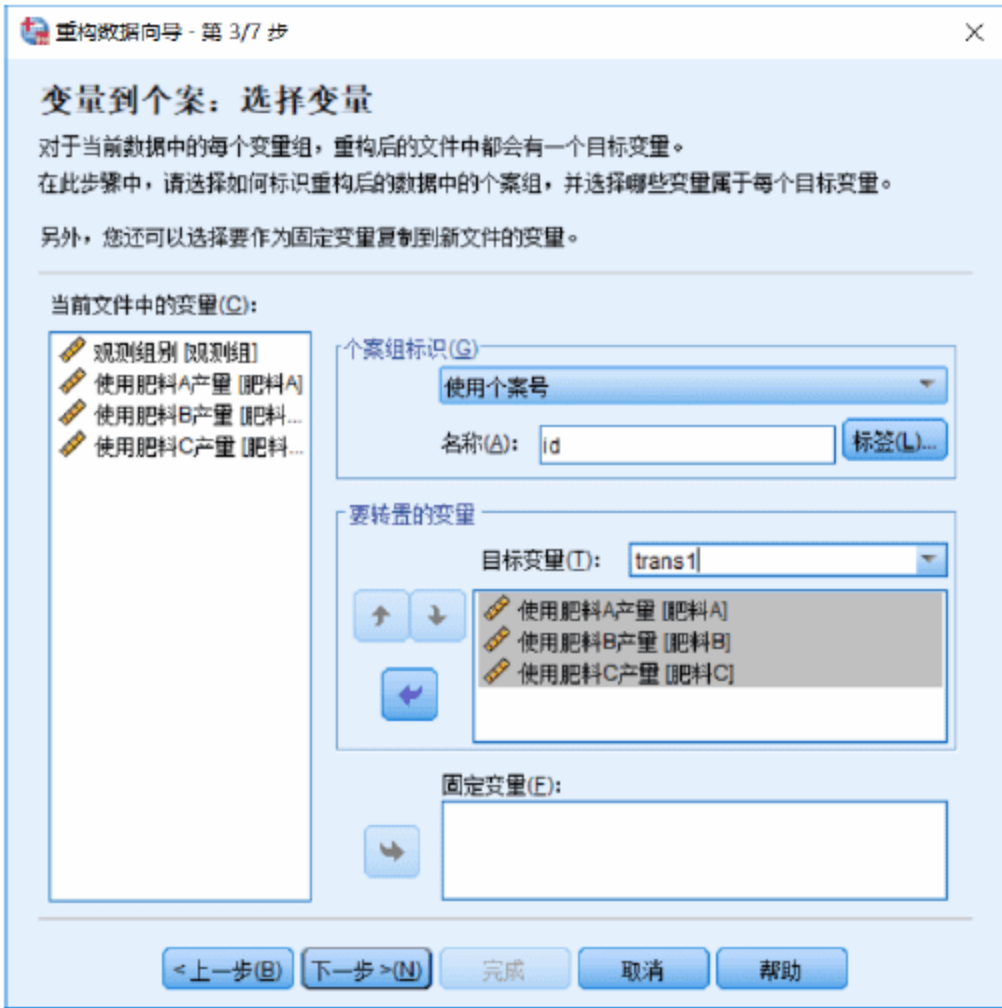 重构数据向导 - 第 3/7 步
变量到个案：选择变量
对于当前数据中的每个变量组，重构后的文件中都会有一个目标变量。
在此步骤中，请选择如何标识重构后的数据中的个案组，并选择哪些变量属于每个目标变量。
另外，您还可以选择要作为固定变量复制到新文件的变量。
当前文件中的变量(C)：
观测组别 [观测组]
使用肥料A产量 [肥料A]
使用肥料B产量 [肥料...
使用肥料C产量 [肥料...
个案组标识(G)
使用个案号
名称(A)： id 标签(L)...
要转置的变量
目标变量(T)： trans1
使用肥料A产量 [肥料A]
使用肥料B产量 [肥料B]
使用肥料C产量 [肥料C]
固定变量(F)：
<上一步(B) 下一步 >(N) 完成 取消 帮助